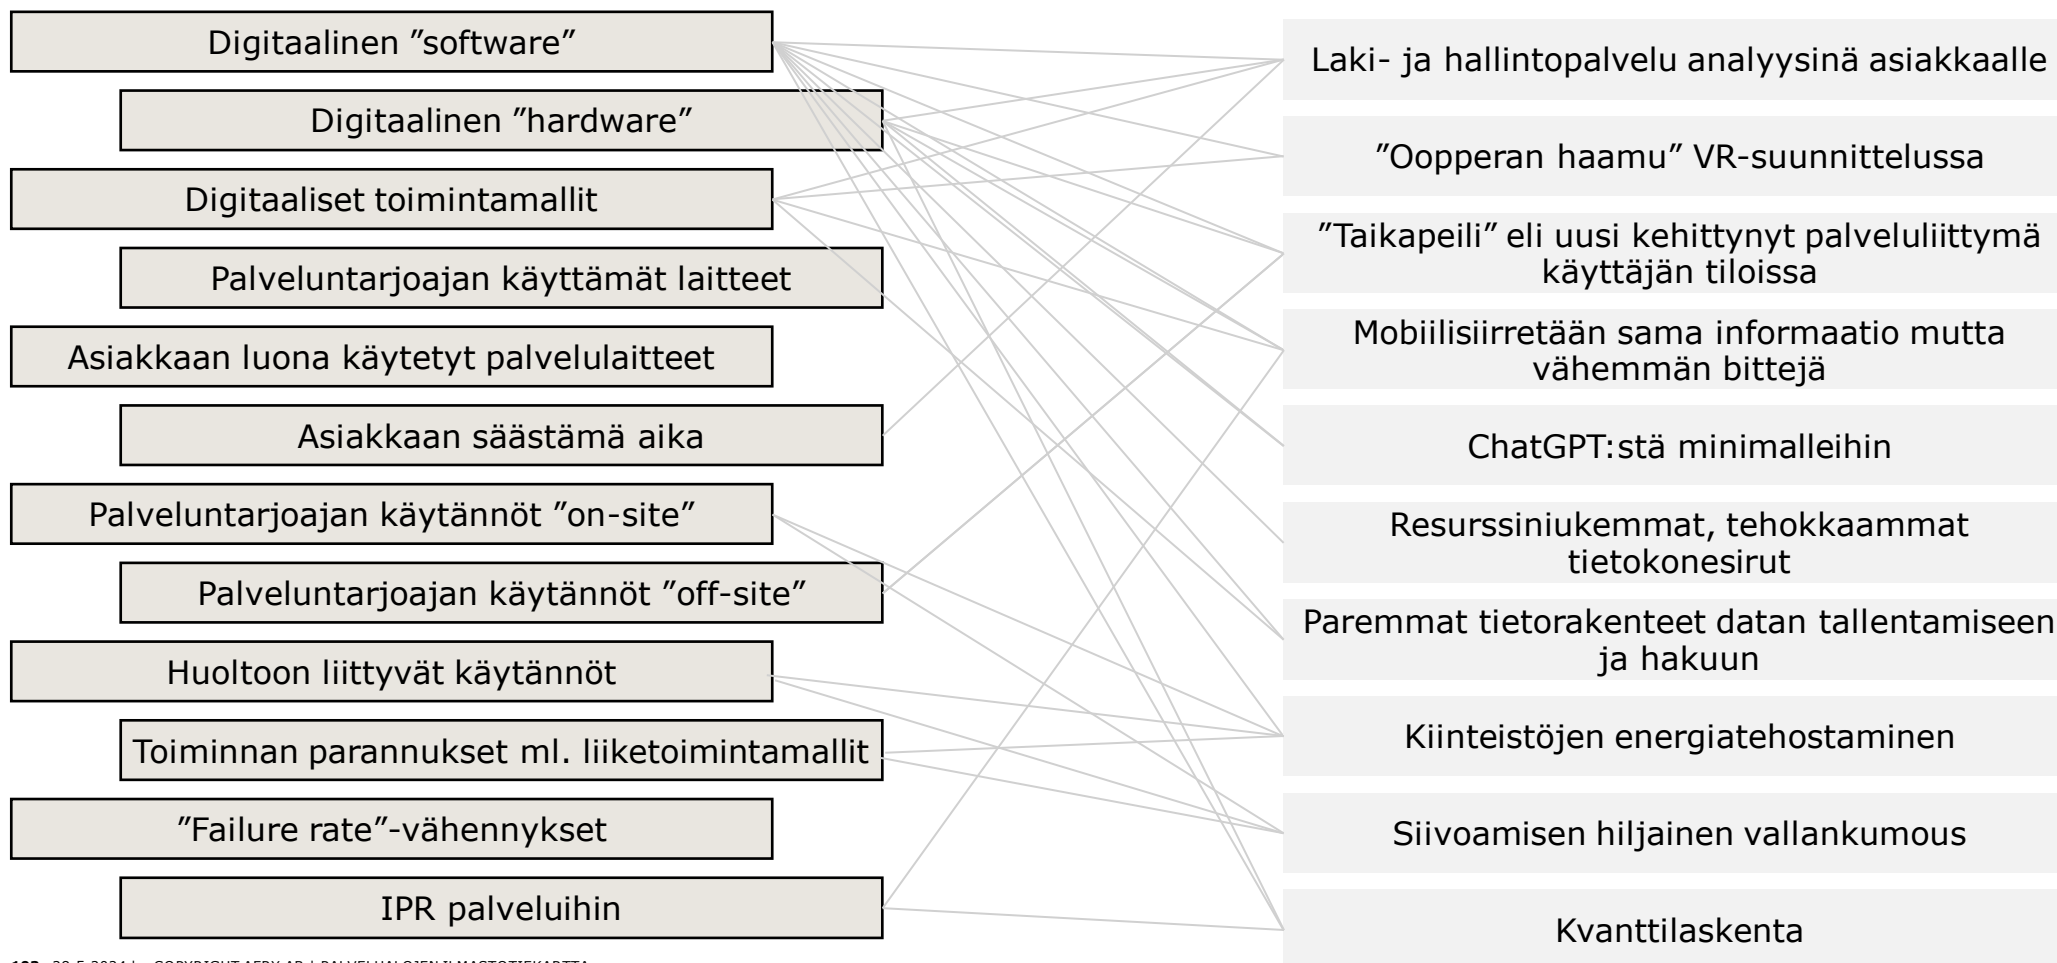 Digitaalinen ”software”
Digitaalinen ”hardware”
Digitaaliset toimintamallit
Palveluntarjoajan käyttämät laitteet
Asiakkaan luona käytetyt palvelulaitteet
Asiakkaan säästämä aika
Palveluntarjoajan käytännöt ”on-site”
Palveluntarjoajan käytännöt ”off-site”
Huoltoon liittyvät käytännöt
Toiminnan parannukset ml. liiketoimintamallit
”Failure rate”-vähennykset
IPR palveluihin
Laki- ja hallintopalvelu analyysinä asiakkaalle
”Oopperan haamu” VR-suunnittelussa
”Taikapeili” eli uusi kehittynyt palveluliittymä
käyttäjän tiloissa
Mobiilisiirretään sama informaatio mutta
vähemmän bittejä
ChatGPT:stä minimalleihin
Resurssiniukemmat, tehokkaammat
tietokonesirut
Paremmat tietorakenteet datan tallentamiseen
ja hakuun
Kiinteistöjen energiatehostaminen
Siivoamisen hiljainen vallankumous
Kvanttilaskenta